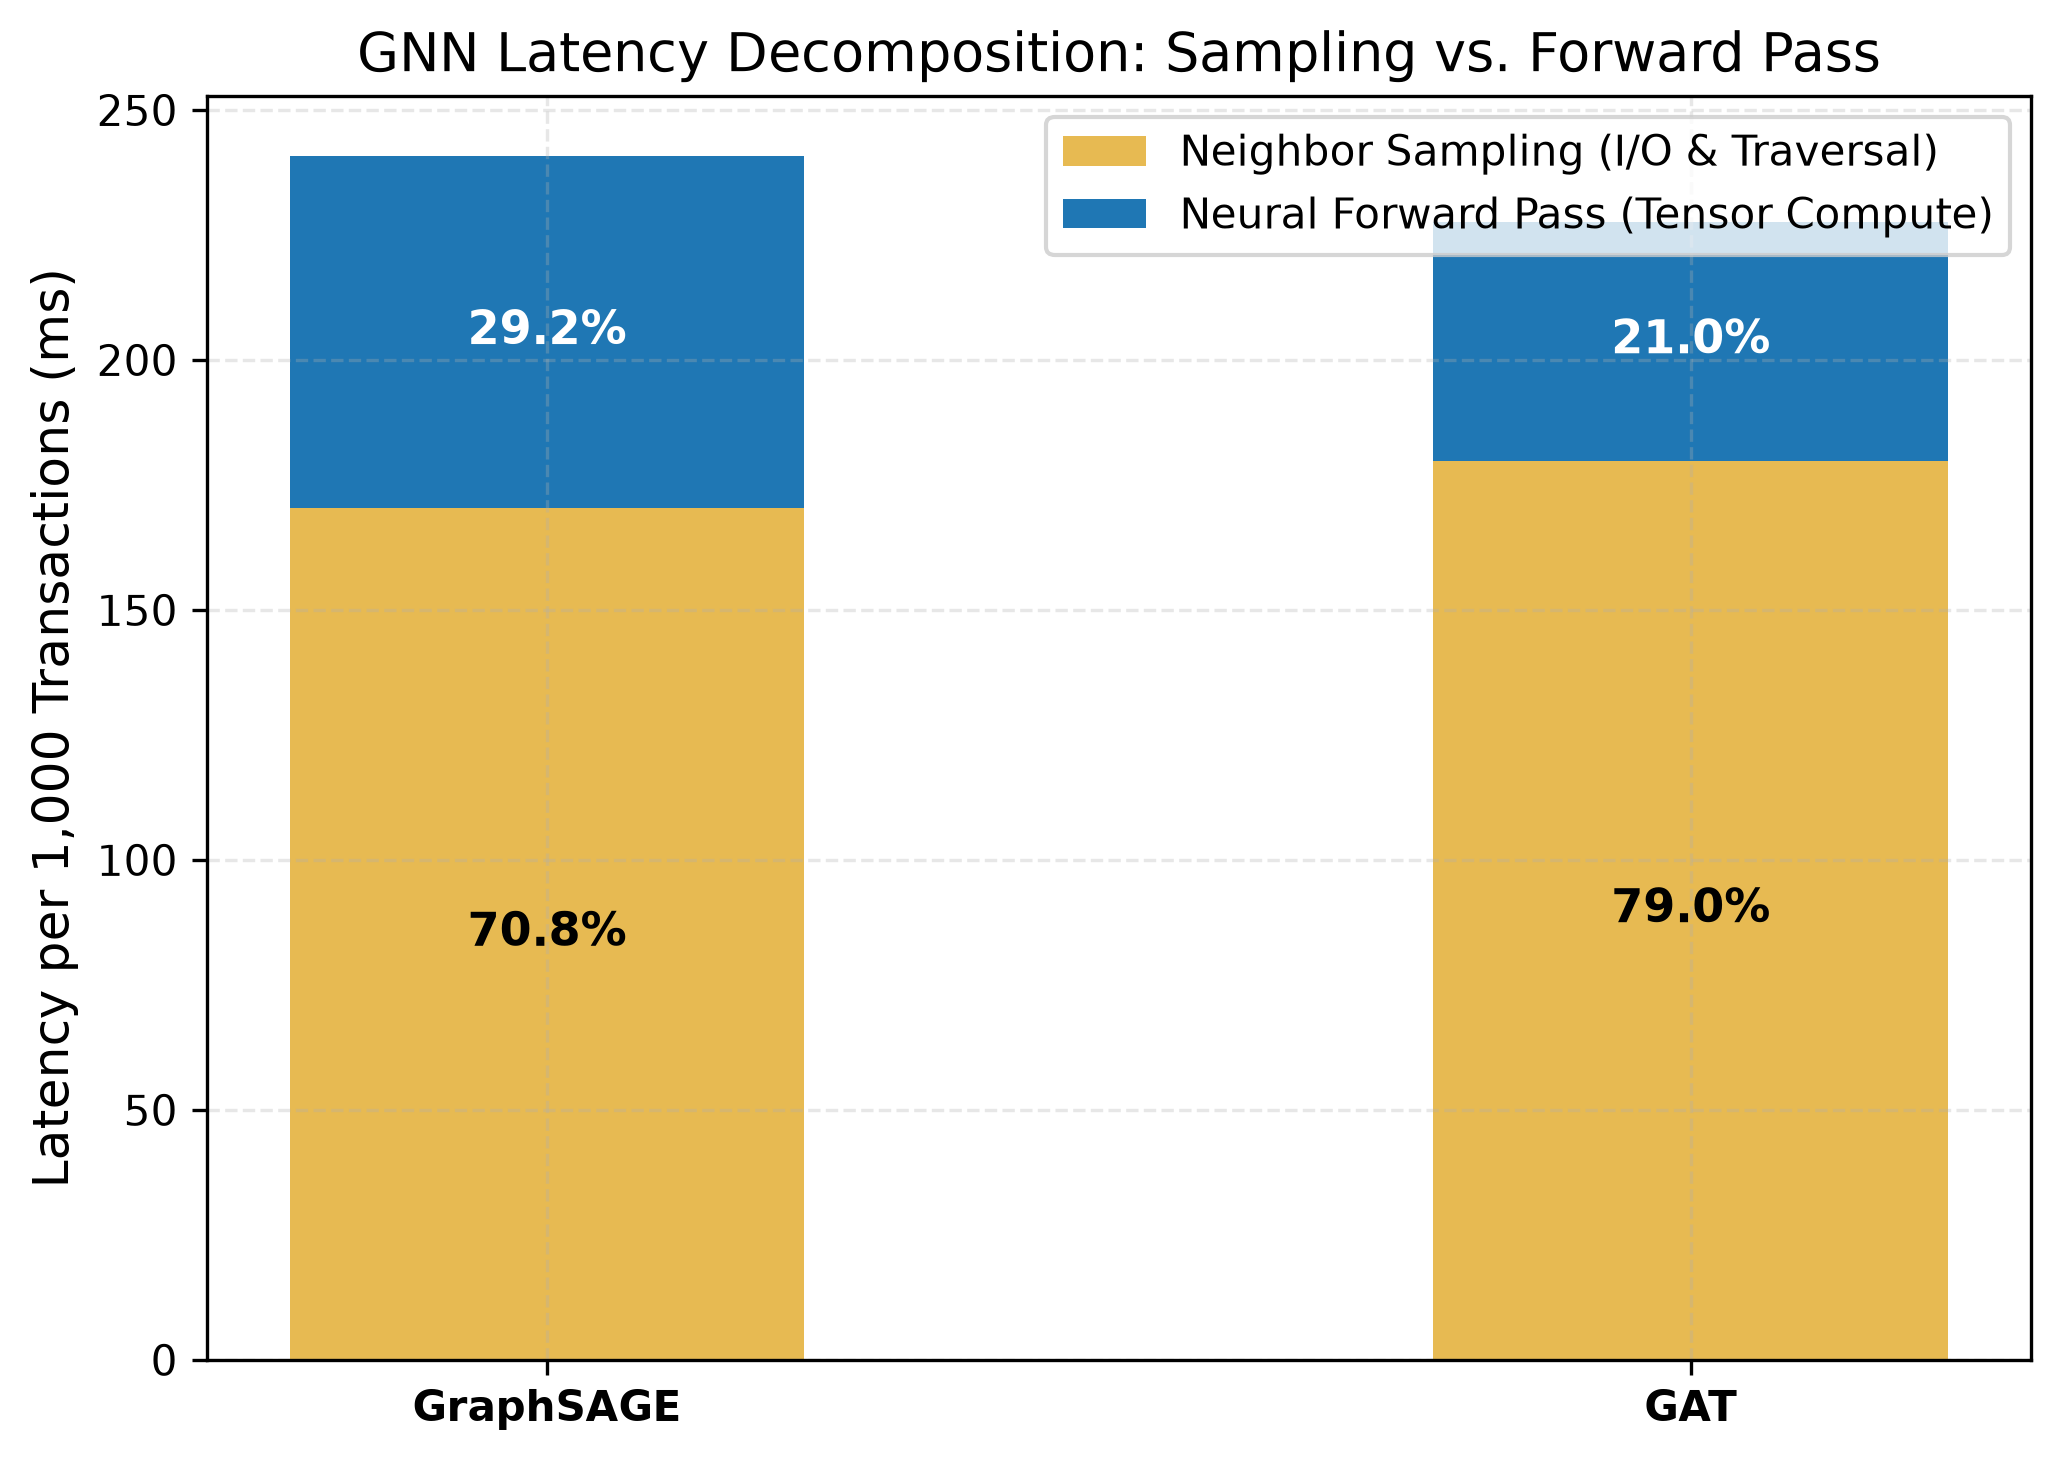 GNN Latency Decomposition: Sampling vs. Forward Pass
Neighbor Sampling (I/O & Traversal)
Neural Forward Pass (Tensor Compute)
Latency per 1,000 Transactions (ms)
250
200
150
100
50
0
29.2%
21.0%
70.8%
79.0%
GraphSAGE
GAT